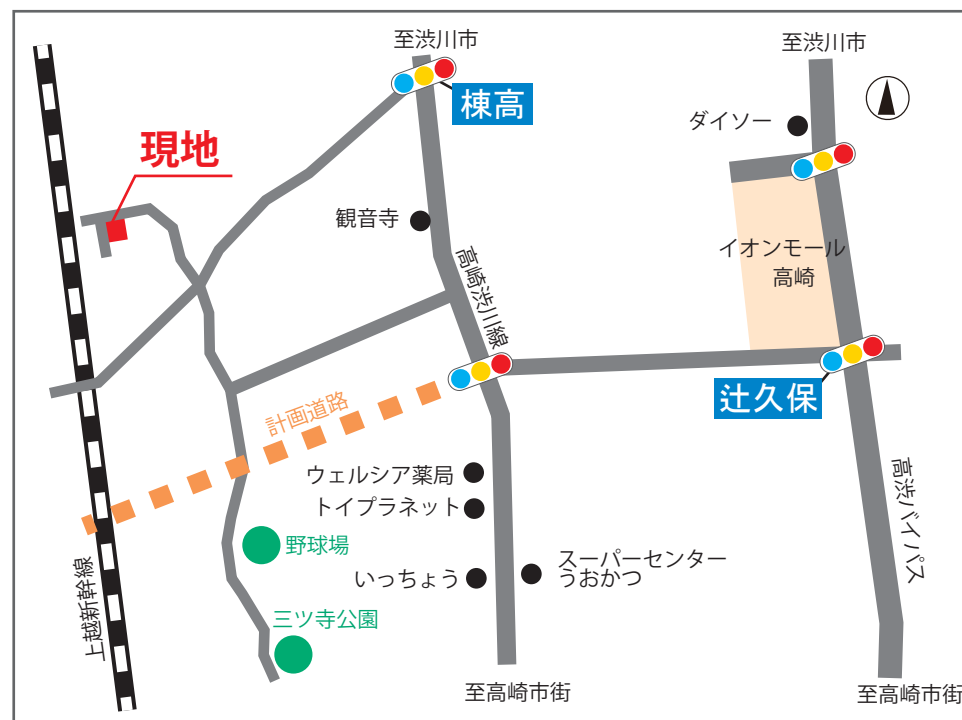 至渋川市
至渋川市
棟高
ダイソー
現地
観音寺
イオンモール
高崎
高崎渋川線
辻久保
計画道路
ウェルシア薬局
トイプラネット
高渋バイパス
野球場
いっちょう
スーパーセンター
うおかつ
上越新幹線
三ツ寺公園
至高崎市街
至高崎市街